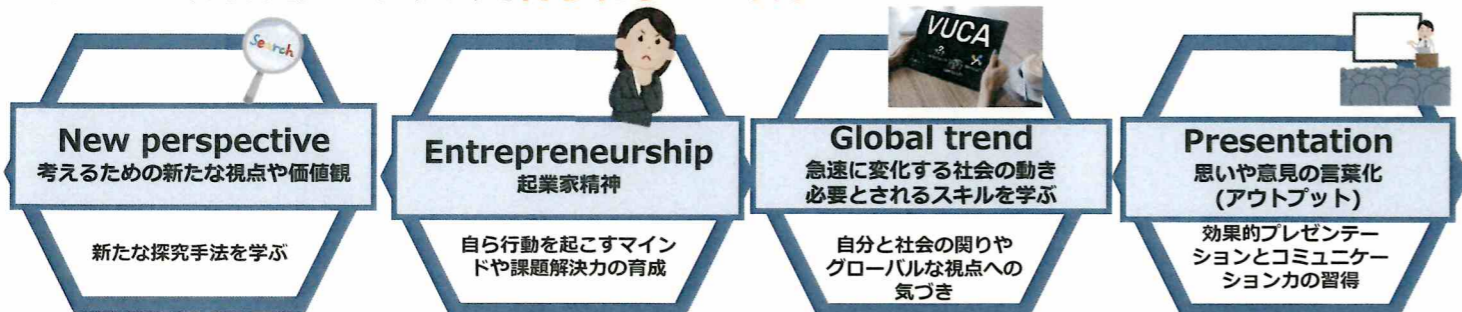 Search
New perspective
考えるための新たな視点や価値観
新たな探究手法を学ぶ
Entrepreneurship
起業家精神
自ら行動を起こすマイン
ドや課題解決力の育成
VUCA
Global trend
急速に変化する社会の動き
必要とされるスキルを学ぶ
自分と社会の関りや
グローバルな視点への
気づき
Presentation
思いや意見の言葉化
(アウトプット)
効果的プレゼンテー
ションとコミュニケー
ション力の習得